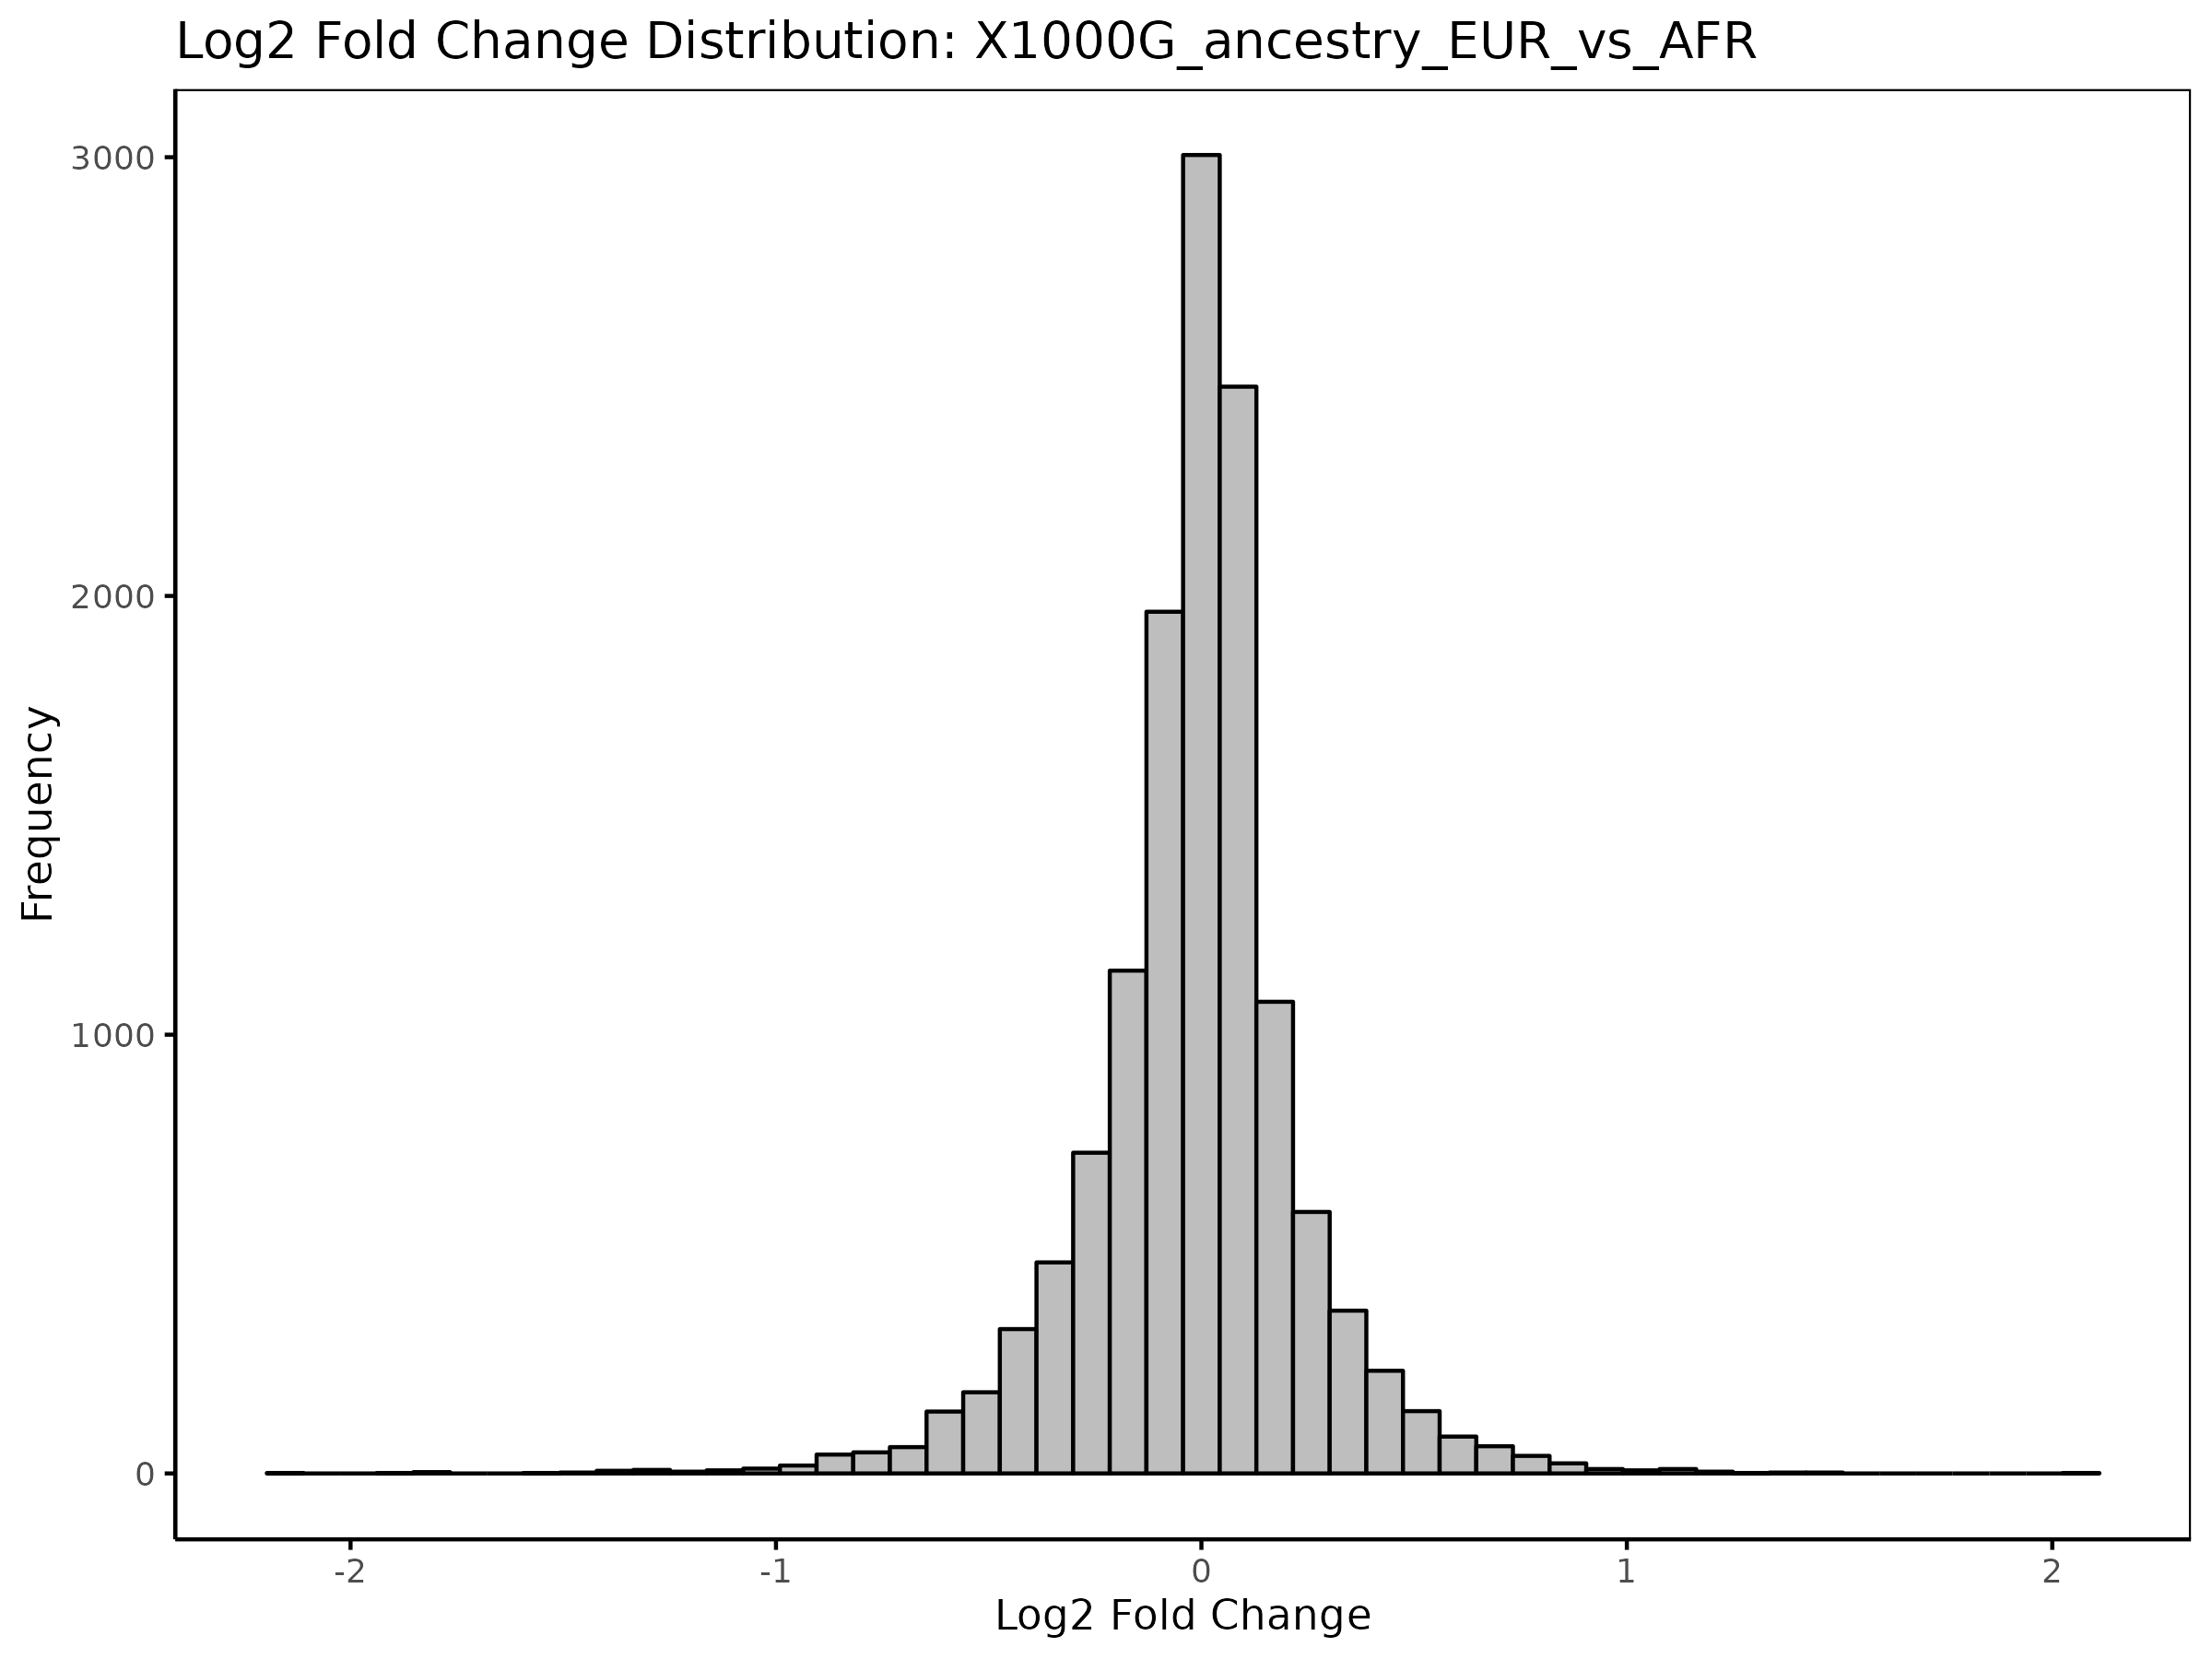 Log2 Fold Change Distribution: X1000G_ancestry_EUR_vs_AFR
Frequency
3000
2000
1000
0
-2 -1 0 1 2
Log2 Fold Change